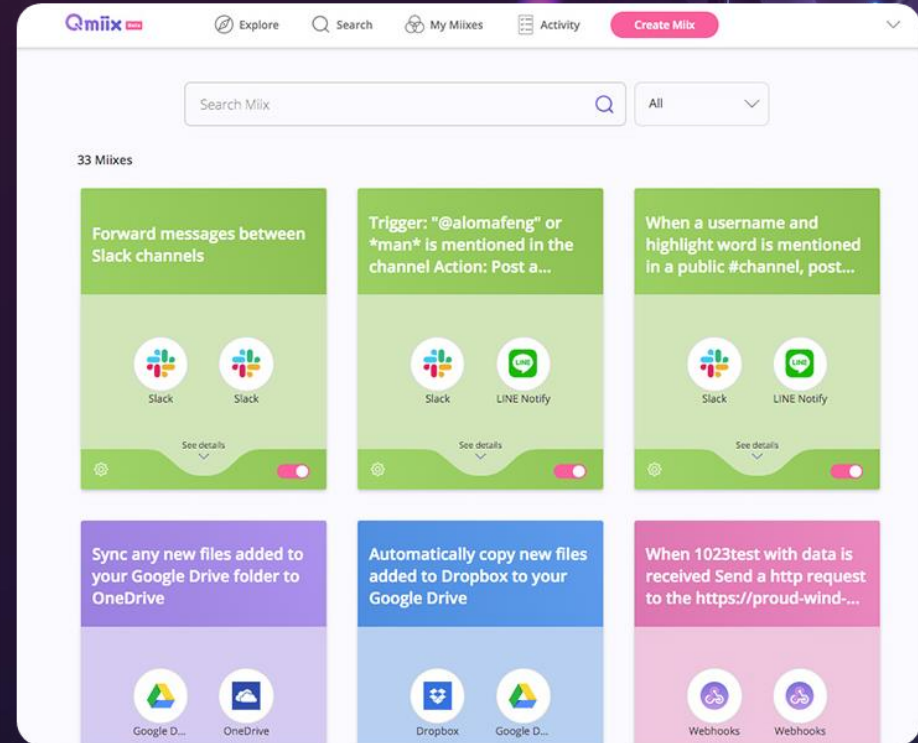 Qmiix Beta
Explore
Search
My Miixes
Activity
Create Miix
Search Miix
All
33 Miixes
Forward messages between
Slack channels
Slack
Slack
See details
Trigger: "@alomafeng" or
*man* is mentioned in the
channel Action: Post a...
Slack
LINE Notify
See details
When a username and
highlight word is mentioned
in a public #channel, post...
Slack
LINE Notify
See details
Sync any new files added to
your Google Drive folder to
OneDrive
Google D...
OneDrive
Automatically copy new files
added to Dropbox to your
Google Drive
Dropbox
Google D...
When 1023test with data is
received Send a http request
to the https://proud-wind-...
Webhooks
Webhooks